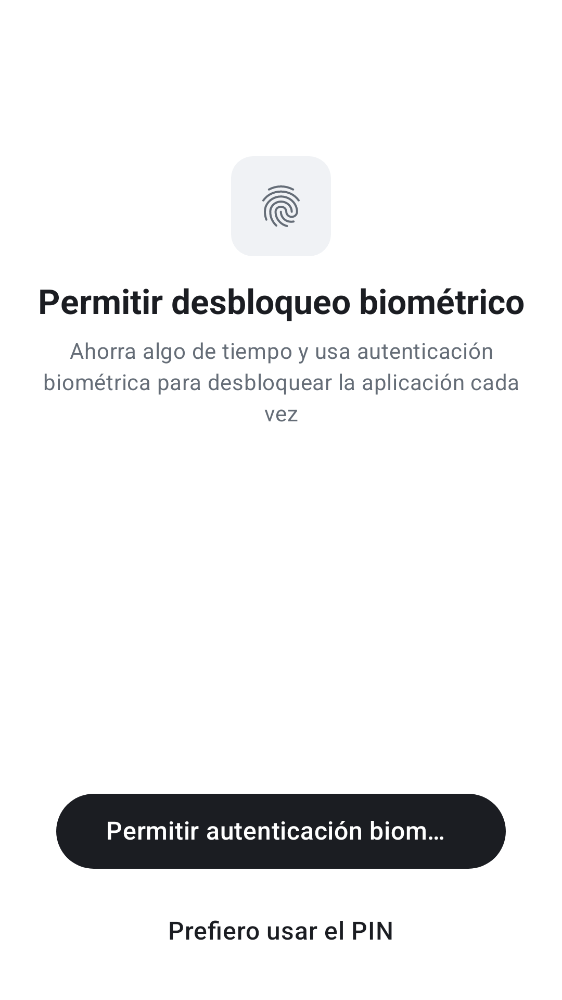 Permitir desbloqueo biométrico
Ahorra algo de tiempo y usa autenticación
biométrica para desbloquear la aplicación cada
vez
Permitir autenticación biom…
Prefiero usar el PIN